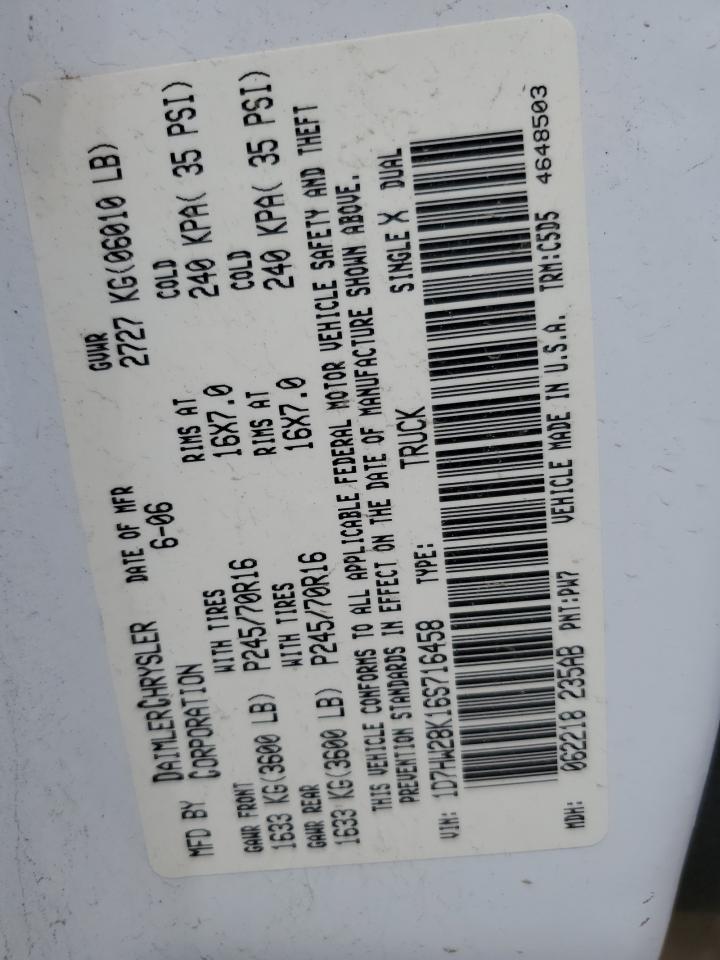 MFD BY DAIMLERCHRYSLER CORPORATION DATE OF MFR 6-06 GVWR 2727 KG(06010 LB)
GAWR FRONT WITH TIRES RIMS AT COLD
1633 KG(3600 LB) P245/70R16 16X7.0 240 KPA( 35 PSI)
GAWR REAR WITH TIRES RIMS AT COLD
1633 KG(3600 LB) P245/70R16 16X7.0 240 KPA( 35 PSI)
THIS VEHICLE CONFORMS TO ALL APPLICABLE FEDERAL MOTOR VEHICLE SAFETY AND THEFT
PREVENTION STANDARDS IN EFFECT ON THE DATE OF MANUFACTURE SHOWN ABOVE.
VIN: 1D7HW28K16S716458 TYPE: TRUCK SINGLE X DUAL
MDH: 062218 235AB PNT:PW7 VEHICLE MADE IN U.S.A. TRM:C5D5 4648503